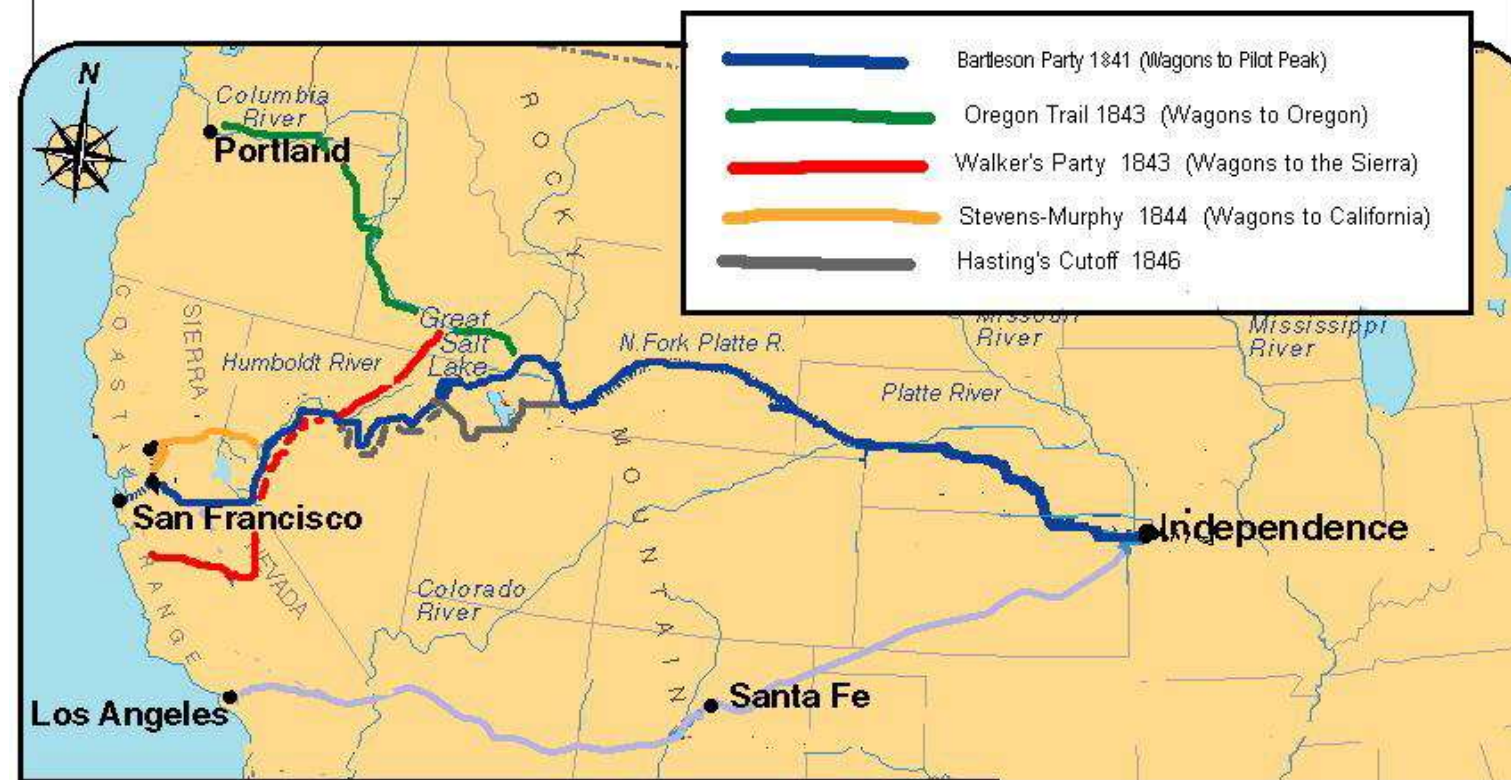 Bartleson Party 1841 (Wagons to Pilot Peak)
Oregon Trail 1843 (Wagons to Oregon)
Walker's Party 1843 (Wagons to the Sierra)
Stevens-Murphy 1844 (Wagons to California)
Hasting's Cutoff 1846
N
Columbia
River
Portland
ROCKY
MOUNTAIN
COASTAL
RANGE
SIERRA
NEVADA
Great
Salt
Lake
Humboldt River
N.Fork Platte R.
Platte River
Missouri
River
Mississippi
River
San Francisco
Independence
Colorado
River
Santa Fe
Los Angeles